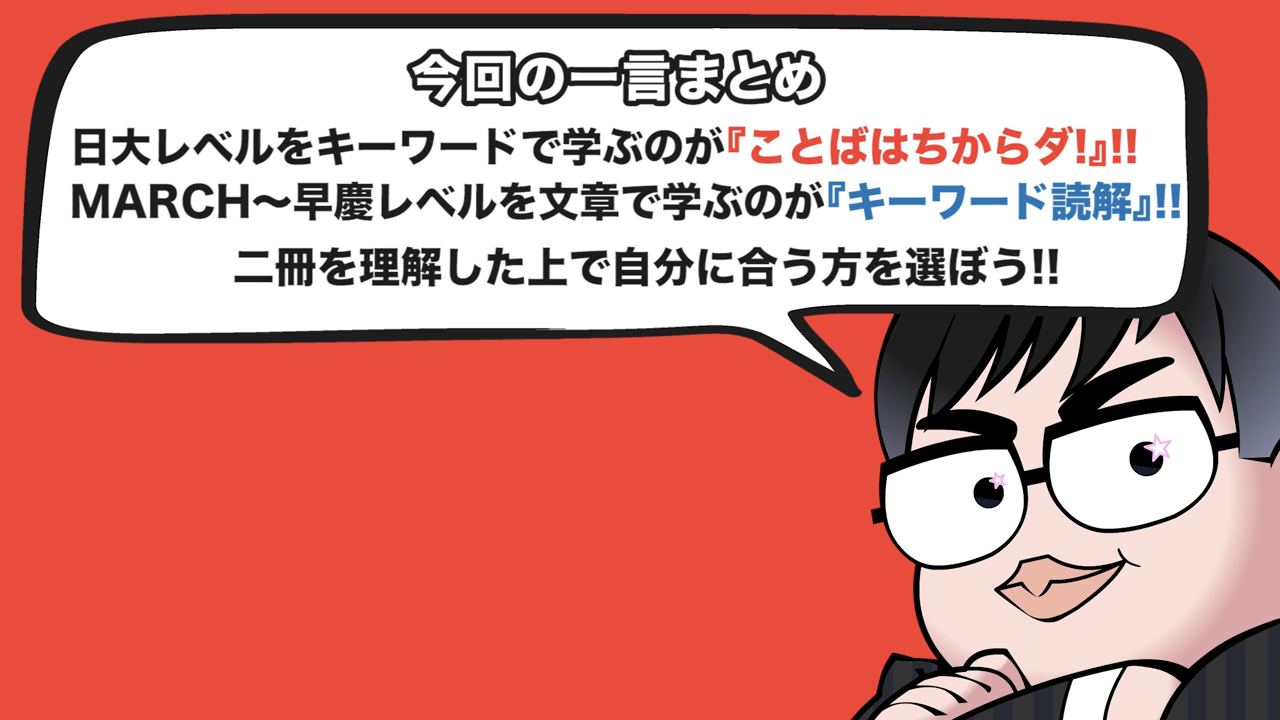 今回の一言まとめ
日大レベルをキーワードで学ぶのが『ことばはちからダ!』!!
MARCH〜早慶レベルを文章で学ぶのが『キーワード読解』!!
二冊を理解した上で自分に合う方を選ぼう!!